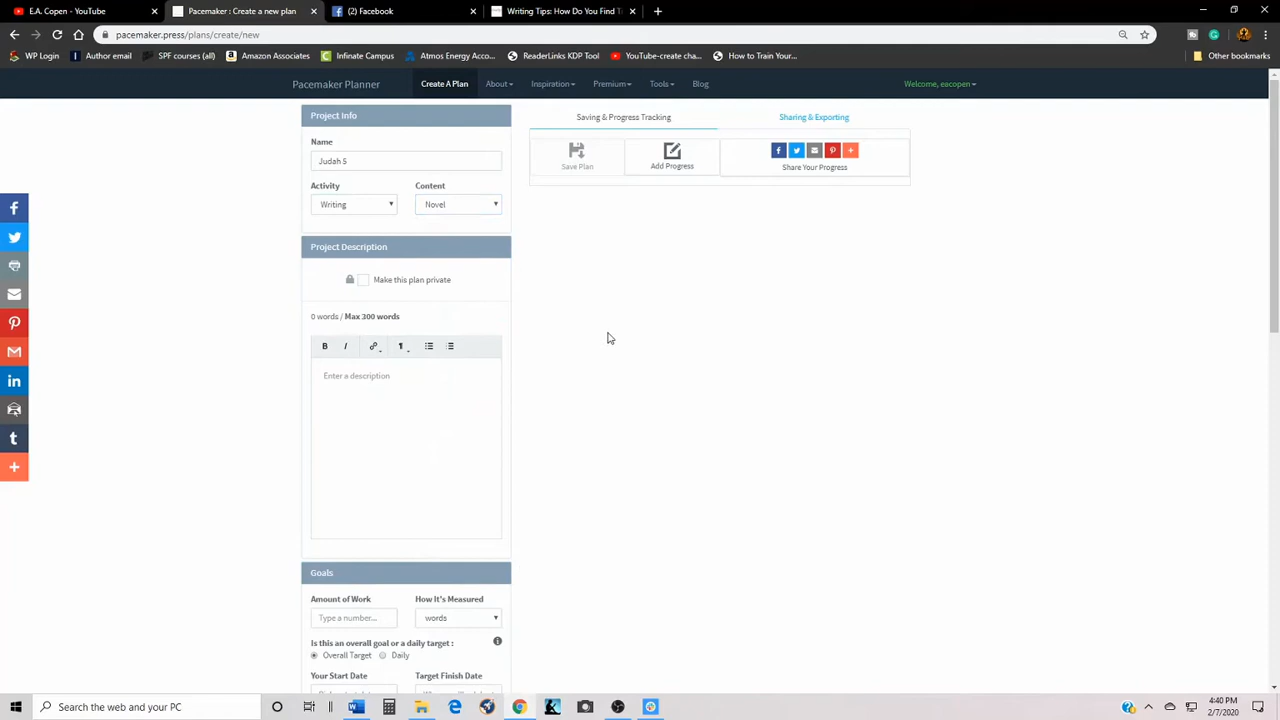 E.A. Copen
Pacemaker: Create a new plan
(2) Facebook
Writing Tips: How Do You Find T
pacemaker.press/plans/create/new
WP Login
Author email
SPF courses (all)
Amazon Associates
Infinate Campus
Atmos Energy Acco...
ReaderLinks KDP Tool
YouTube-create cha...
How to Train Your...
Other bookmarks
Pacemaker Planner
Create A Plan
About
Inspiration
Premium
Tools
Blog
Welcome, eacopen
Project Info
Name
Judah 5
Activity
Content
Writing
Novel
Saving & Progress Tracking
Sharing & Exporting
Save Plan
Add Progress
Share Your Progress
Project Description
Make this plan private
0 words / Max 300 words
B I
Enter a description
Goals
Amount of Work
How It's Measured
Type a number...
words
Is this an overall goal or a daily target :
Overall Target
Daily
Your Start Date
Target Finish Date
Search the web and your PC
4:40 PM
2/7/2020